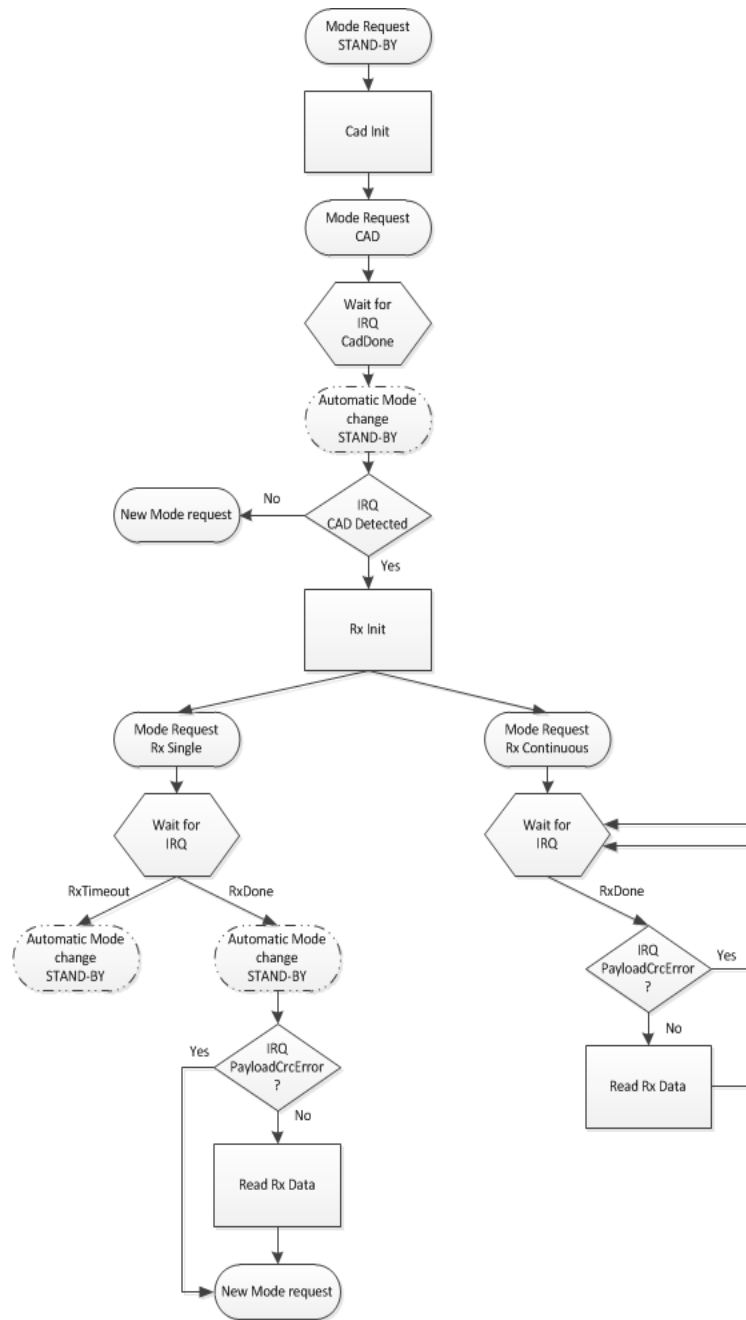 Mode Request
STAND-BY
Cad Init
Mode Request
CAD
Wait for
IRQ
CadDone
Automatic Mode
change
STAND-BY
IRQ
CAD Detected
No
New Mode request
Yes
Rx Init
Mode Request
Rx Single
Mode Request
Rx Continuous
Wait for
IRQ
Wait for
IRQ
RxTimeout
RxDone
RxDone
Automatic Mode
change
STAND-BY
Automatic Mode
change
STAND-BY
IRQ
PayloadCrcError
?
Yes
No
Read Rx Data
Yes
IRQ
PayloadCrcError
?
No
Read Rx Data
New Mode request